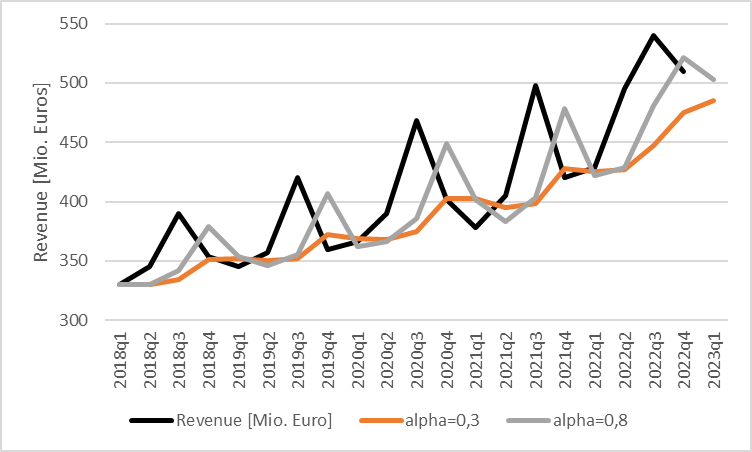 550
500
450
400
350
300
Revenue [Mio. Euros]
2018q1
2018q2
2018q3
2018q4
2019q1
2019q2
2019q3
2019q4
2020q1
2020q2
2020q3
2020q4
2021q1
2021q2
2021q3
2021q4
2022q1
2022q2
2022q3
2022q4
2023q1
Revenue [Mio. Euro] alpha=0,3 alpha=0,8